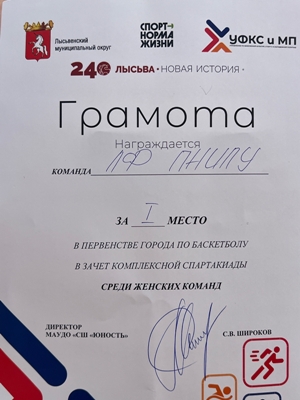 Лысьвенский
муниципальный округ
СПОРТ-
НОРМА
ЖИЗНИ
УФКС и МП
240 ЛЫСЬВА • НОВАЯ ИСТОРИЯ •
Грамота
Награждается
КОМАНДА ЛФ ПНИПУ
ЗА I МЕСТО
В ПЕРВЕНСТВЕ ГОРОДА ПО БАСКЕТБОЛУ
В ЗАЧЕТ КОМПЛЕКСНОЙ СПАРТАКИАДЫ
СРЕДИ ЖЕНСКИХ КОМАНД
ДИРЕКТОР
МАУДО «СШ «ЮНОСТЬ»
С.В. ШИРОКОВ